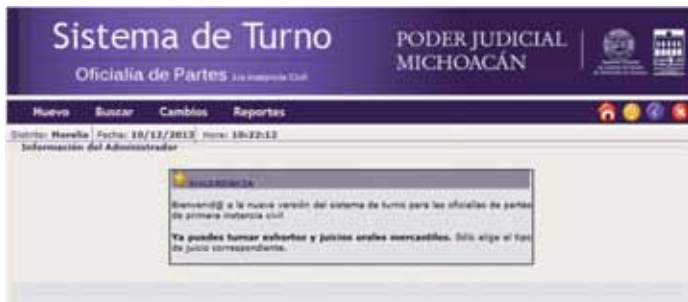 Sistema de Turno
Oficialía de Partes 1ra Instancia Civil
PODER JUDICIAL
MICHOACÁN
Nuevo Buscar Cambios Reportes
Distrito: Morelia Fecha: 10/12/2013 Hora: 10:22:12
Información del Administrador
SUGERENCIA
Bienvenid@ a la nueva versión del sistema de turno para las oficialías de partes
de primera instancia civil
Ya puedes turnar exhortos y juicios orales mercantiles. Sólo elige el tipo
de juicio correspondiente.